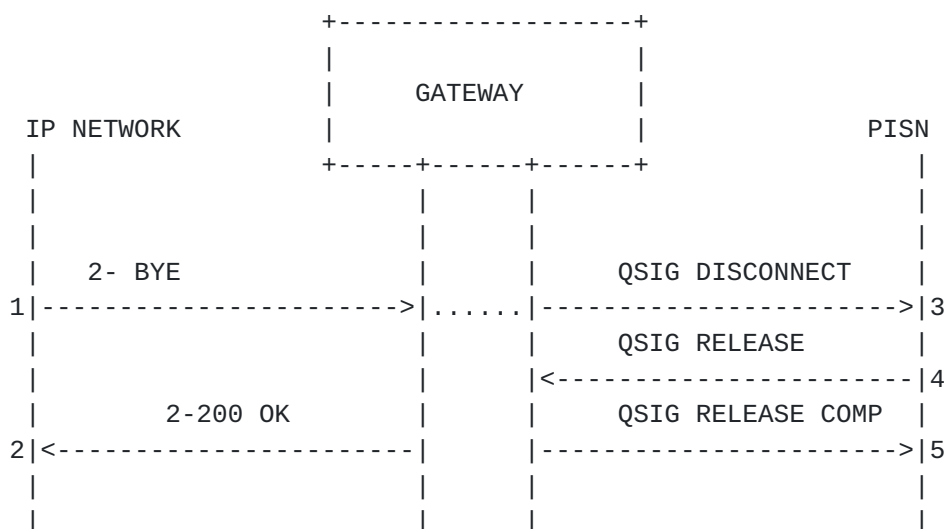 GATEWAY
IP NETWORK PISN
2- BYE QSIG DISCONNECT
1 ...... 3
QSIG RELEASE
4
2-200 OK QSIG RELEASE COMP
2 5